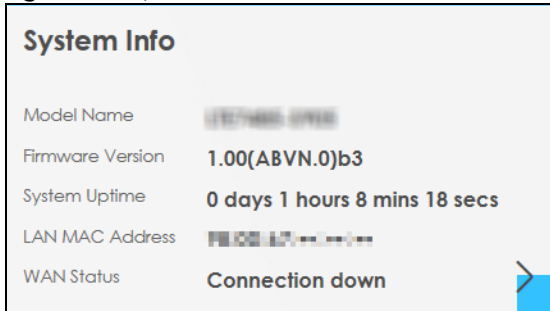 System Info
Model Name
Firmware Version 1.00(ABVN.0)b3
System Uptime 0 days 1 hours 8 mins 18 secs
LAN MAC Address
WAN Status Connection down